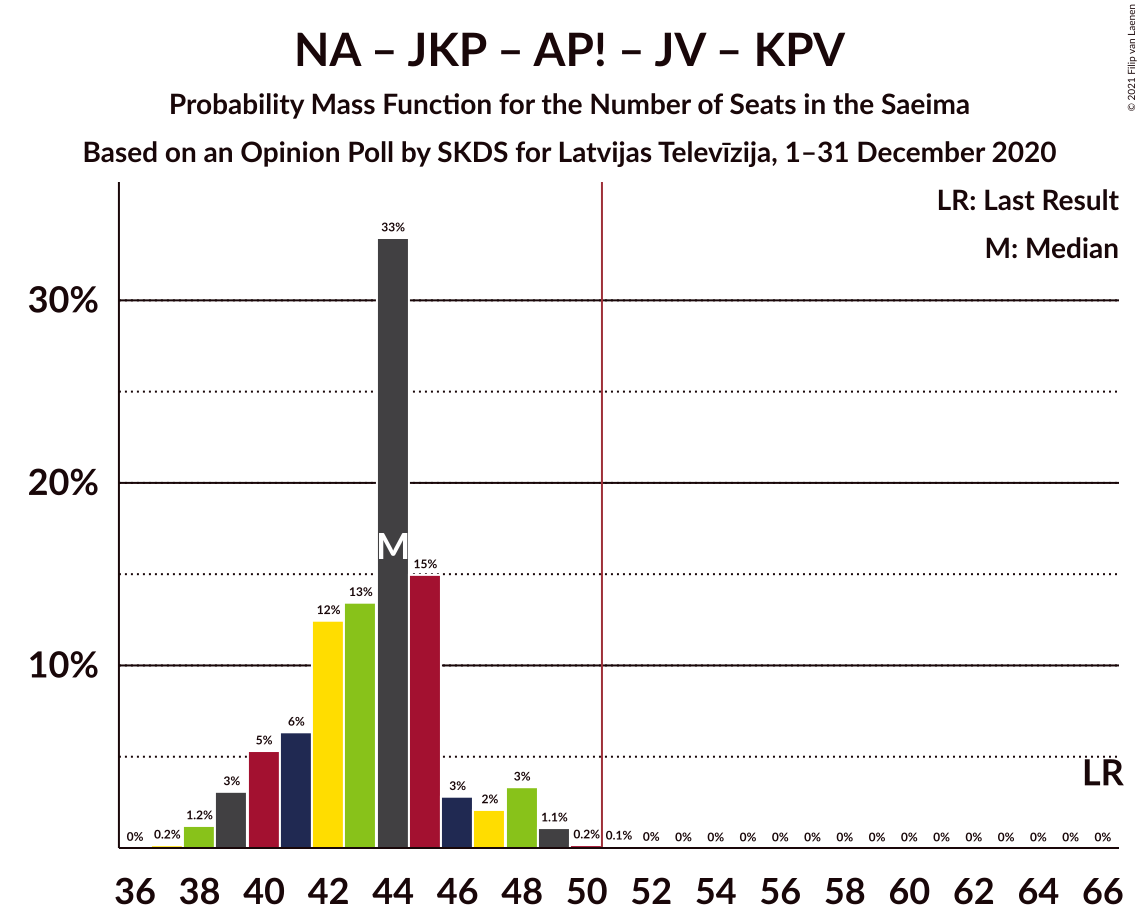 NA – JKP – AP! – JV – KPV
Probability Mass Function for the Number of Seats in the Saeima
Based on an Opinion Poll by SKDS for Latvijas Televīzija, 1–31 December 2020
© 2021 Filip van Laenen
LR: Last Result
M: Median
30%
20%
10%
0% 0.2% 1.2% 3% 5% 6% 12% 13% 33% 15% 3% 2% 3% 1.1% 0.2% 0.1% 0% 0% 0% 0% 0% 0% 0% 0% 0% 0% 0% 0% 0% 0% 0%
M
LR
36 38 40 42 44 46 48 50 52 54 56 58 60 62 64 66